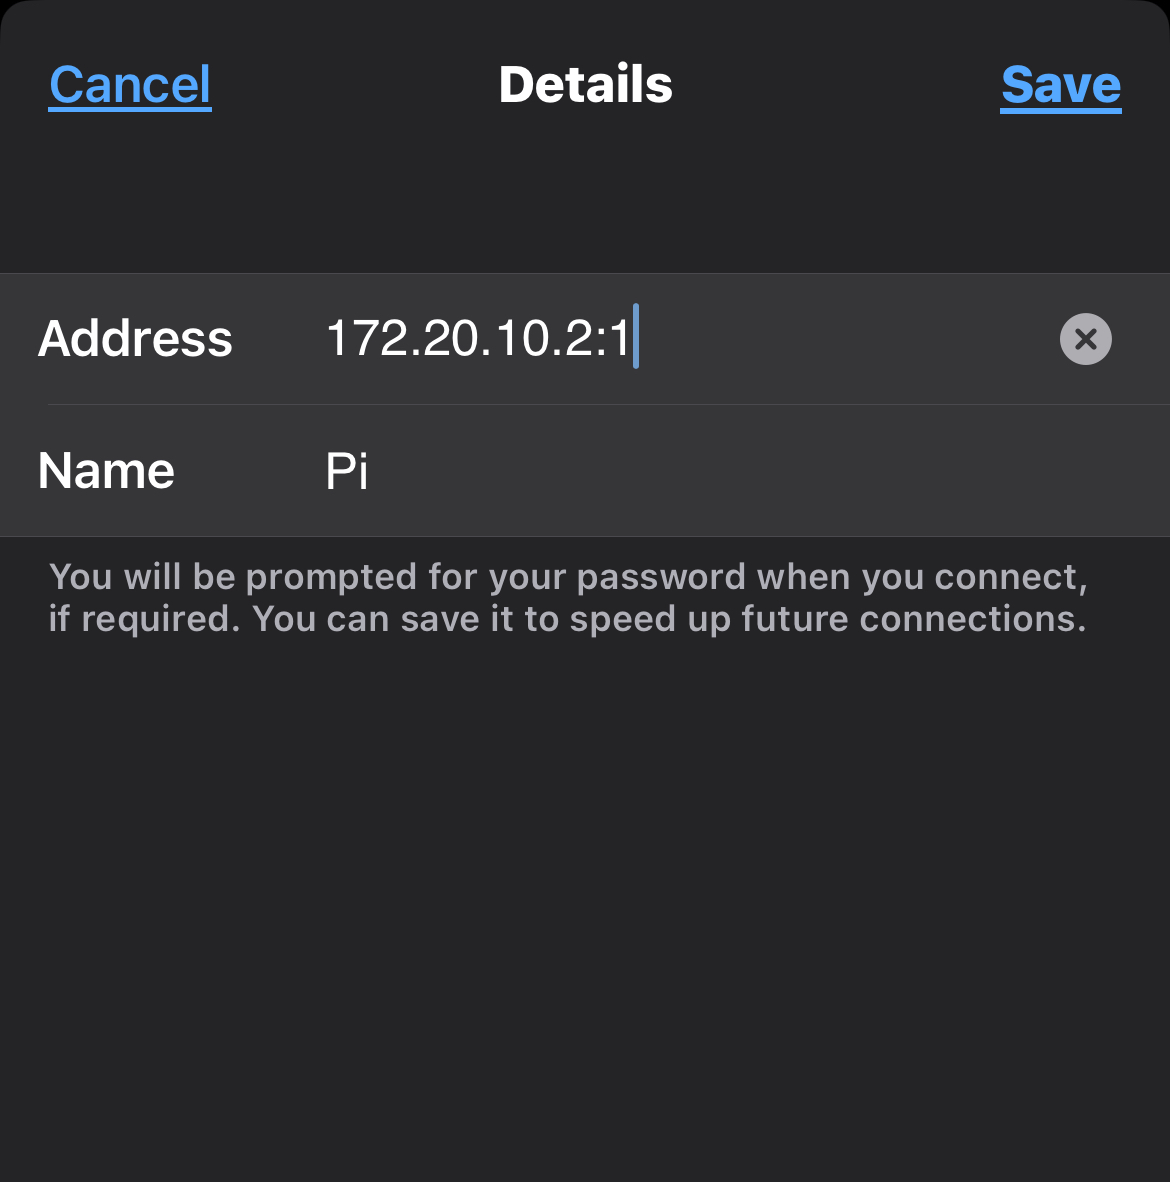 Cancel Details Save
Address 172.20.10.2:1
Name Pi
You will be prompted for your password when you connect,
if required. You can save it to speed up future connections.